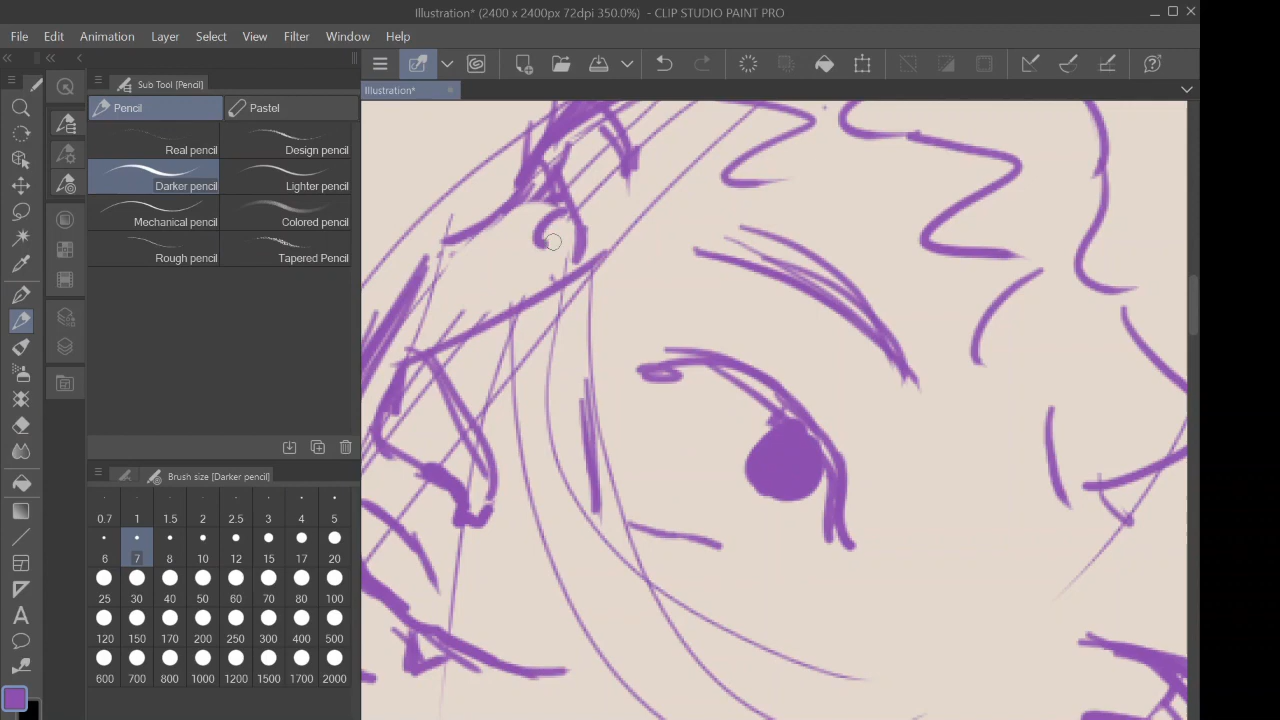 Illustration* (2400 x 2400px 72dpi 350.0%) - CLIP STUDIO PAINT PRO
File Edit Animation Layer Select View Filter Window Help
Sub Tool [Pencil]
Illustration*
Pencil Pastel
Real pencil Design pencil
Darker pencil Lighter pencil
Mechanical pencil Colored pencil
Rough pencil Tapered Pencil
Brush size [Darker pencil]
0.7 1 1.5 2 2.5 3 4 5
6 7 8 10 12 15 17 20
25 30 40 50 60 70 80 100
120 150 170 200 250 300 400 500
600 700 800 1000 1200 1500 1700 2000